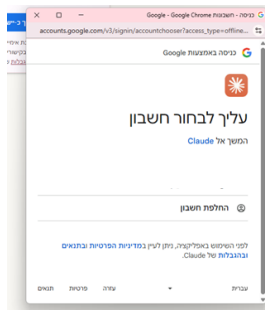 כניסה - חשבונות Google - Google Chrome
accounts.google.com/v3/signin/accountchooser?access_type=offline...
כניסה באמצעות Google
עליך לבחור חשבון
המשך אל Claude
החלפת חשבון
לפני השימוש באפליקציה, ניתן לעיין במדיניות הפרטיות ובתנאים
ובהגבלות של Claude.
עברית
עזרה
פרטיות
תנאים